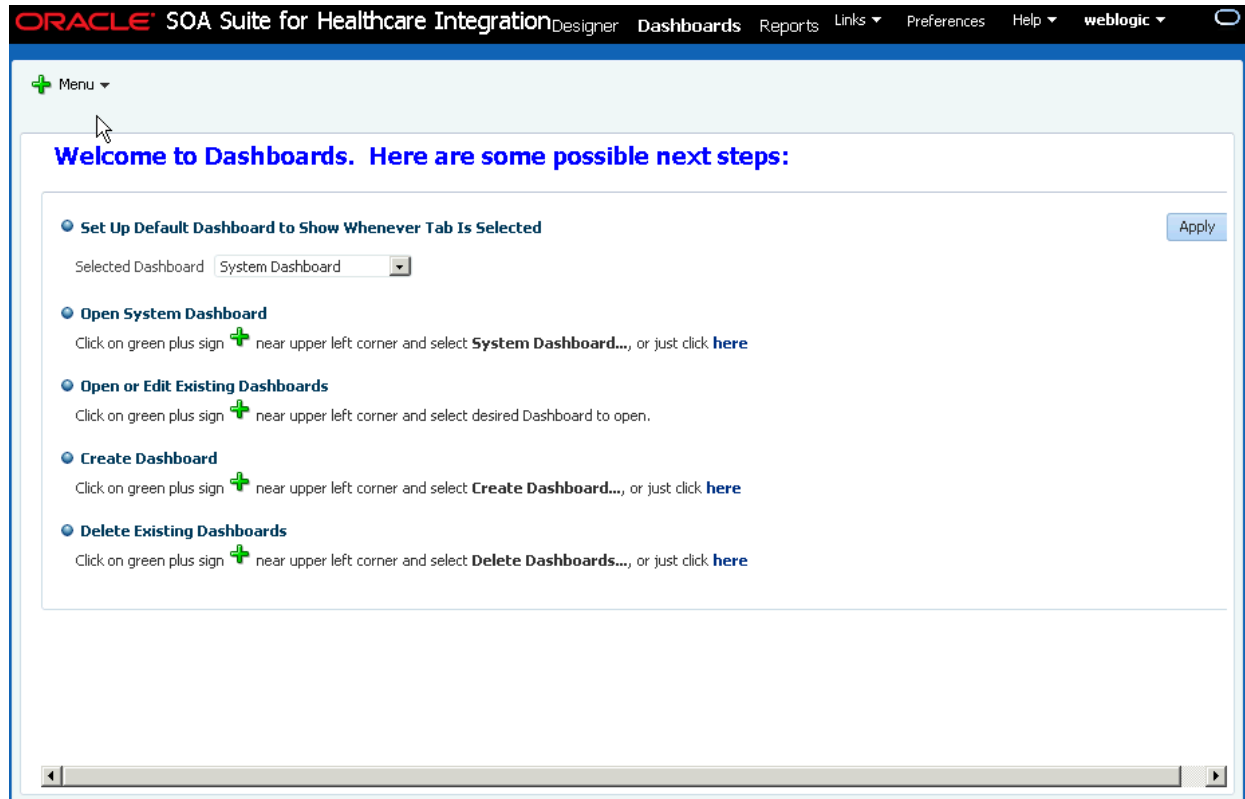 ORACLE SOA Suite for Healthcare Integration Designer Dashboards Reports Links Preferences Help weblogic
Menu
Welcome to Dashboards. Here are some possible next steps:
Set Up Default Dashboard to Show Whenever Tab Is Selected
Apply
Selected Dashboard System Dashboard
Open System Dashboard
Click on green plus sign near upper left corner and select System Dashboard..., or just click here
Open or Edit Existing Dashboards
Click on green plus sign near upper left corner and select desired Dashboard to open.
Create Dashboard
Click on green plus sign near upper left corner and select Create Dashboard..., or just click here
Delete Existing Dashboards
Click on green plus sign near upper left corner and select Delete Dashboards..., or just click here